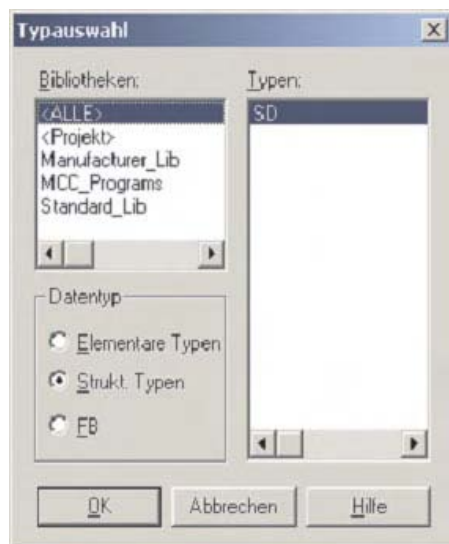 Typauswahl
Bibliotheken:
<ALLE>
<Projekt>
Manufacturer_Lib
MCC_Programs
Standard_Lib
Typen:
SD
Datentyp
Elementare Typen
Strukt. Typen
FB
OK
Abbrechen
Hilfe